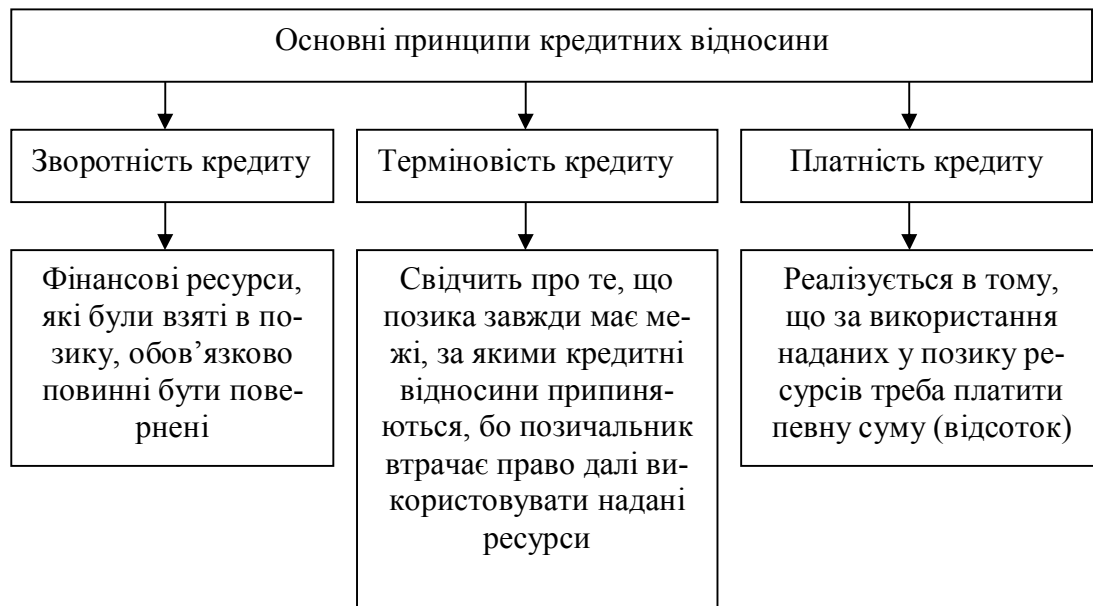 Основні принципи кредитних відносини
Зворотність кредиту
Терміновість кредиту
Платність кредиту
Фінансові ресурси,
які були взяті в по-
зику, обов’язково
повинні бути пове-
рнені
Свідчить про те, що
позика завжди має ме-
жі, за якими кредитні
відносини припиня-
ються, бо позичальник
втрачає право далі ви-
користовувати надані
ресурси
Реалізується в тому,
що за використання
наданих у позику ре-
сурсів треба платити
певну суму (відсоток)